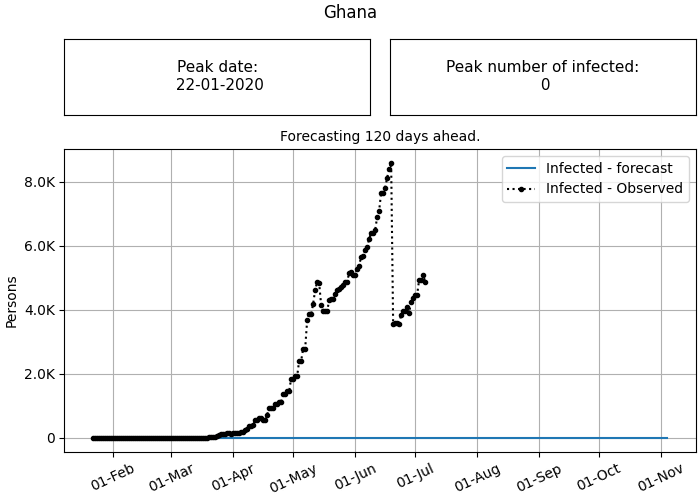 Ghana
Peak date:
22-01-2020
Peak number of infected:
0
Forecasting 120 days ahead.
Infected - forecast
Infected - Observed
8.0K
6.0K
4.0K
2.0K
0
Persons
01-Feb
01-Mar
01-Apr
01-May
01-Jun
01-Jul
01-Aug
01-Sep
01-Oct
01-Nov